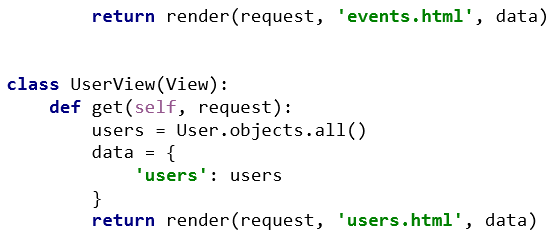 return render(request, 'events.html', data)
class UserView(View):
    def get(self, request):
        users = User.objects.all()
        data = {
            'users': users
        }
        return render(request, 'users.html', data)